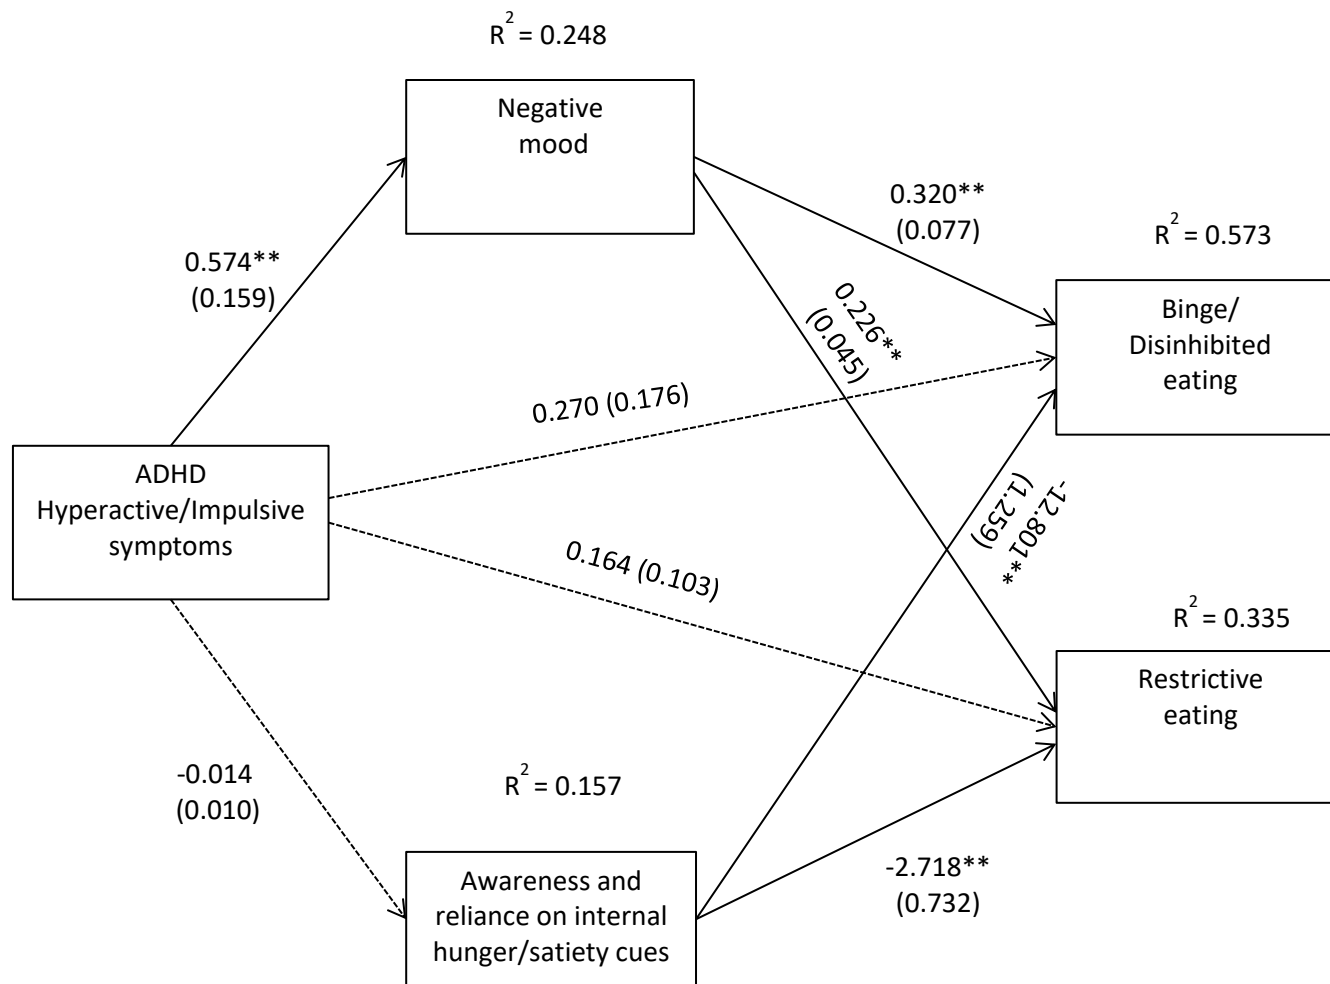 R² = 0.248
Negative
mood
0.320**
(0.077)
R² = 0.573
0.574**
(0.159)
Binge/
Disinhibited
eating
0.226**
(0.045)
0.270 (0.176)
ADHD
Hyperactive/Impulsive
symptoms
-12.801**
(1.259)
0.164 (0.103)
R² = 0.335
Restrictive
eating
-0.014
(0.010)
R² = 0.157
-2.718**
(0.732)
Awareness and
reliance on internal
hunger/satiety cues